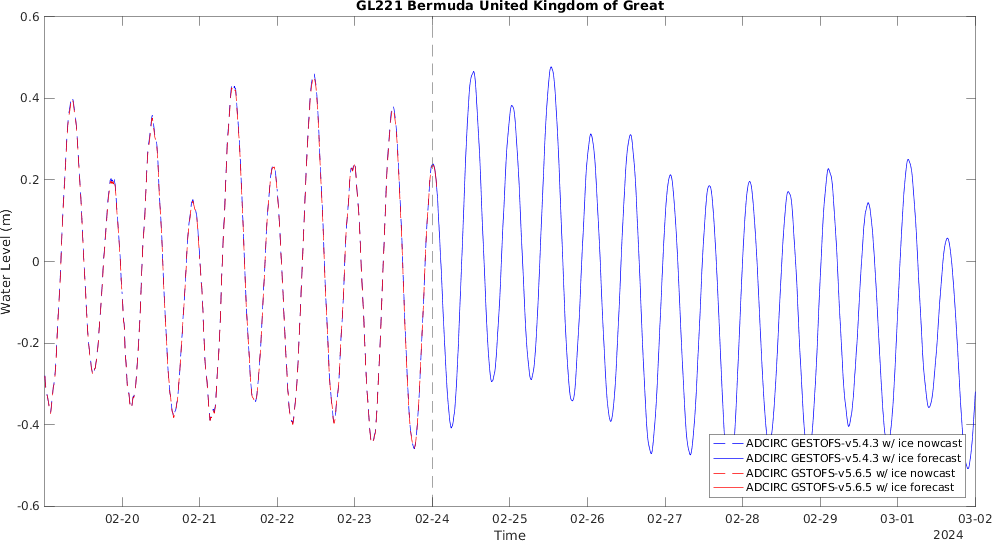 GL221 Bermuda United Kingdom of Great
0.6
0.4
0.2
0
-0.2
-0.4
-0.6
Water Level (m)
ADCIRC GESTOFS-v5.4.3 w/ ice nowcast
ADCIRC GESTOFS-v5.4.3 w/ ice forecast
ADCIRC GSTOFS-v5.6.5 w/ ice nowcast
ADCIRC GSTOFS-v5.6.5 w/ ice forecast
02-20 02-21 02-22 02-23 02-24 02-25 02-26 02-27 02-28 02-29 03-01 03-02
Time
2024